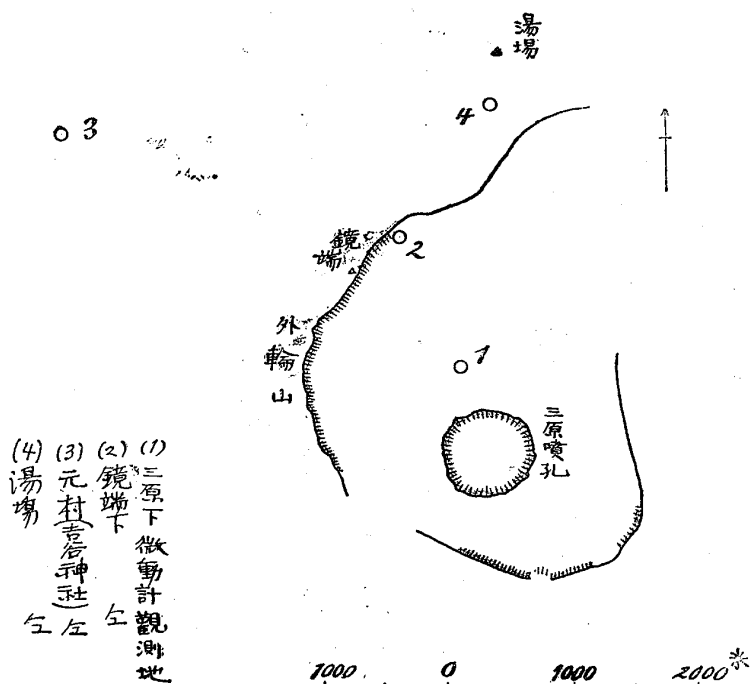 湯場
4
3
鏡端
2
外輪山
1
三原噴孔
(1) 三原下微動計観測地
(2) 鏡端下 仝
(3) 元村(吉谷神社) 仝
(4) 湯場 仝
1000 0 1000 2000米